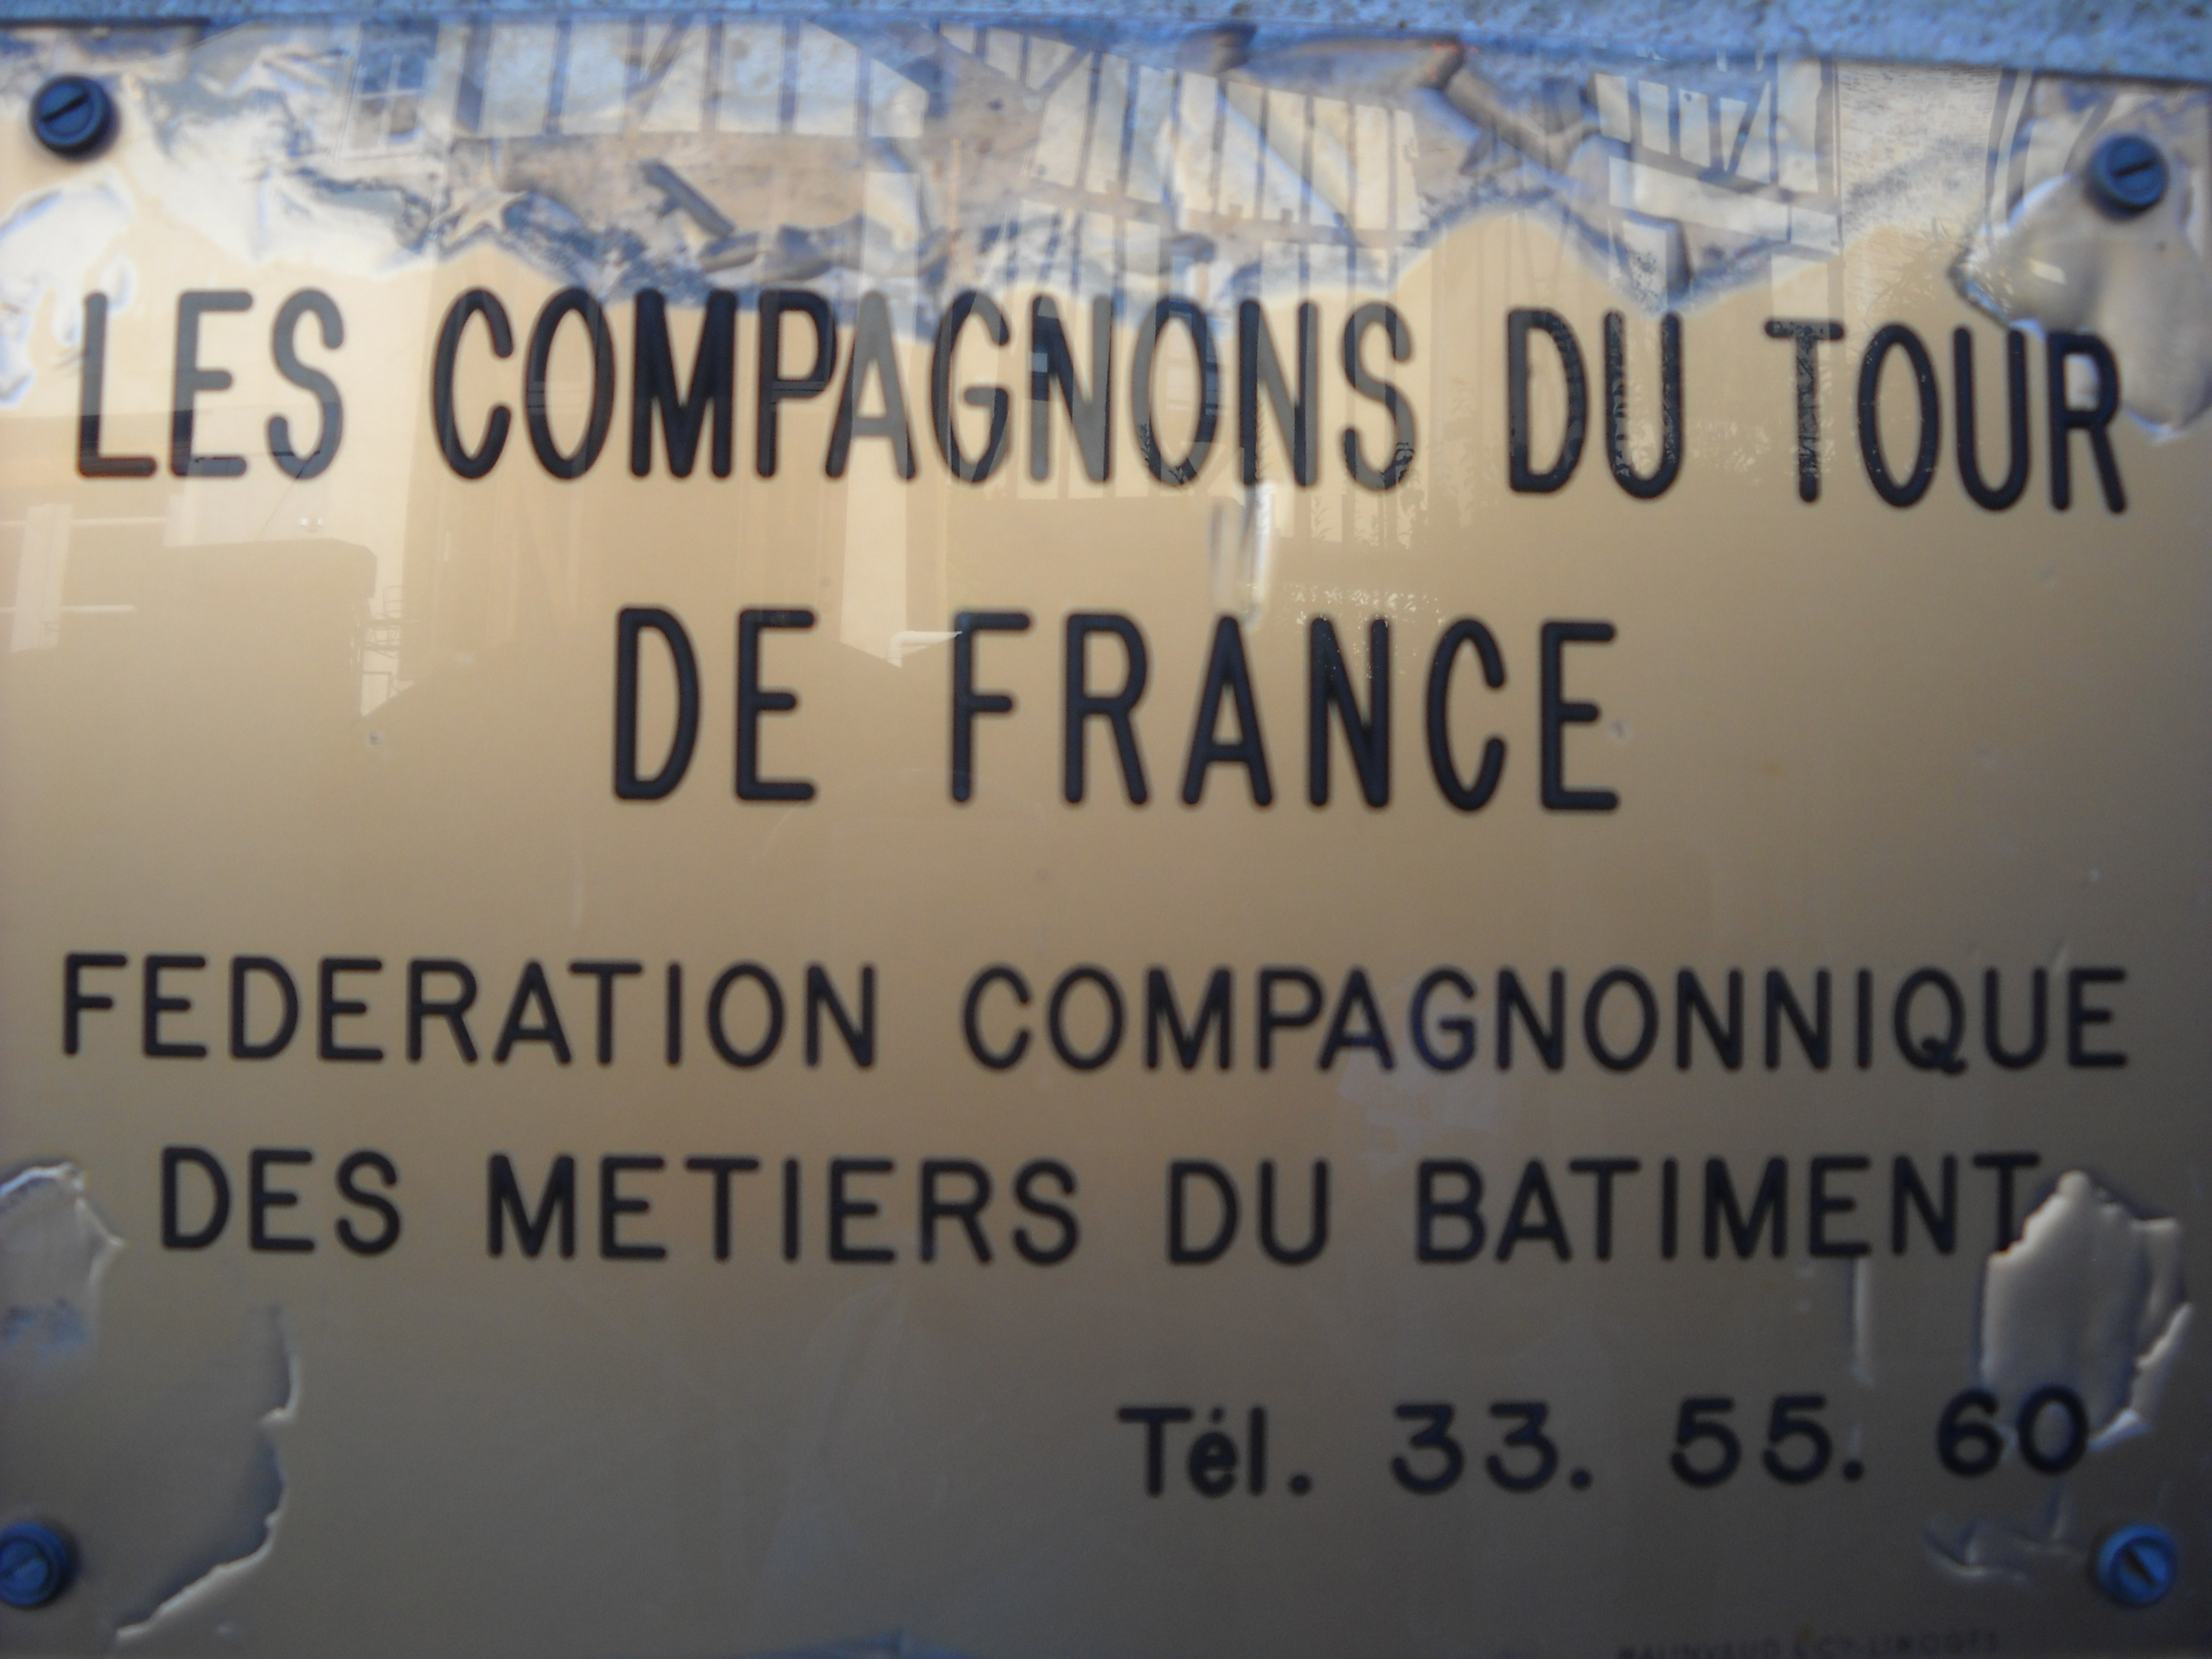 LES COMPAGNONS DU TOUR
DE FRANCE
FEDERATION COMPAGNONNIQUE
DES METIERS DU BATIMENT
Tél. 33. 55. 60